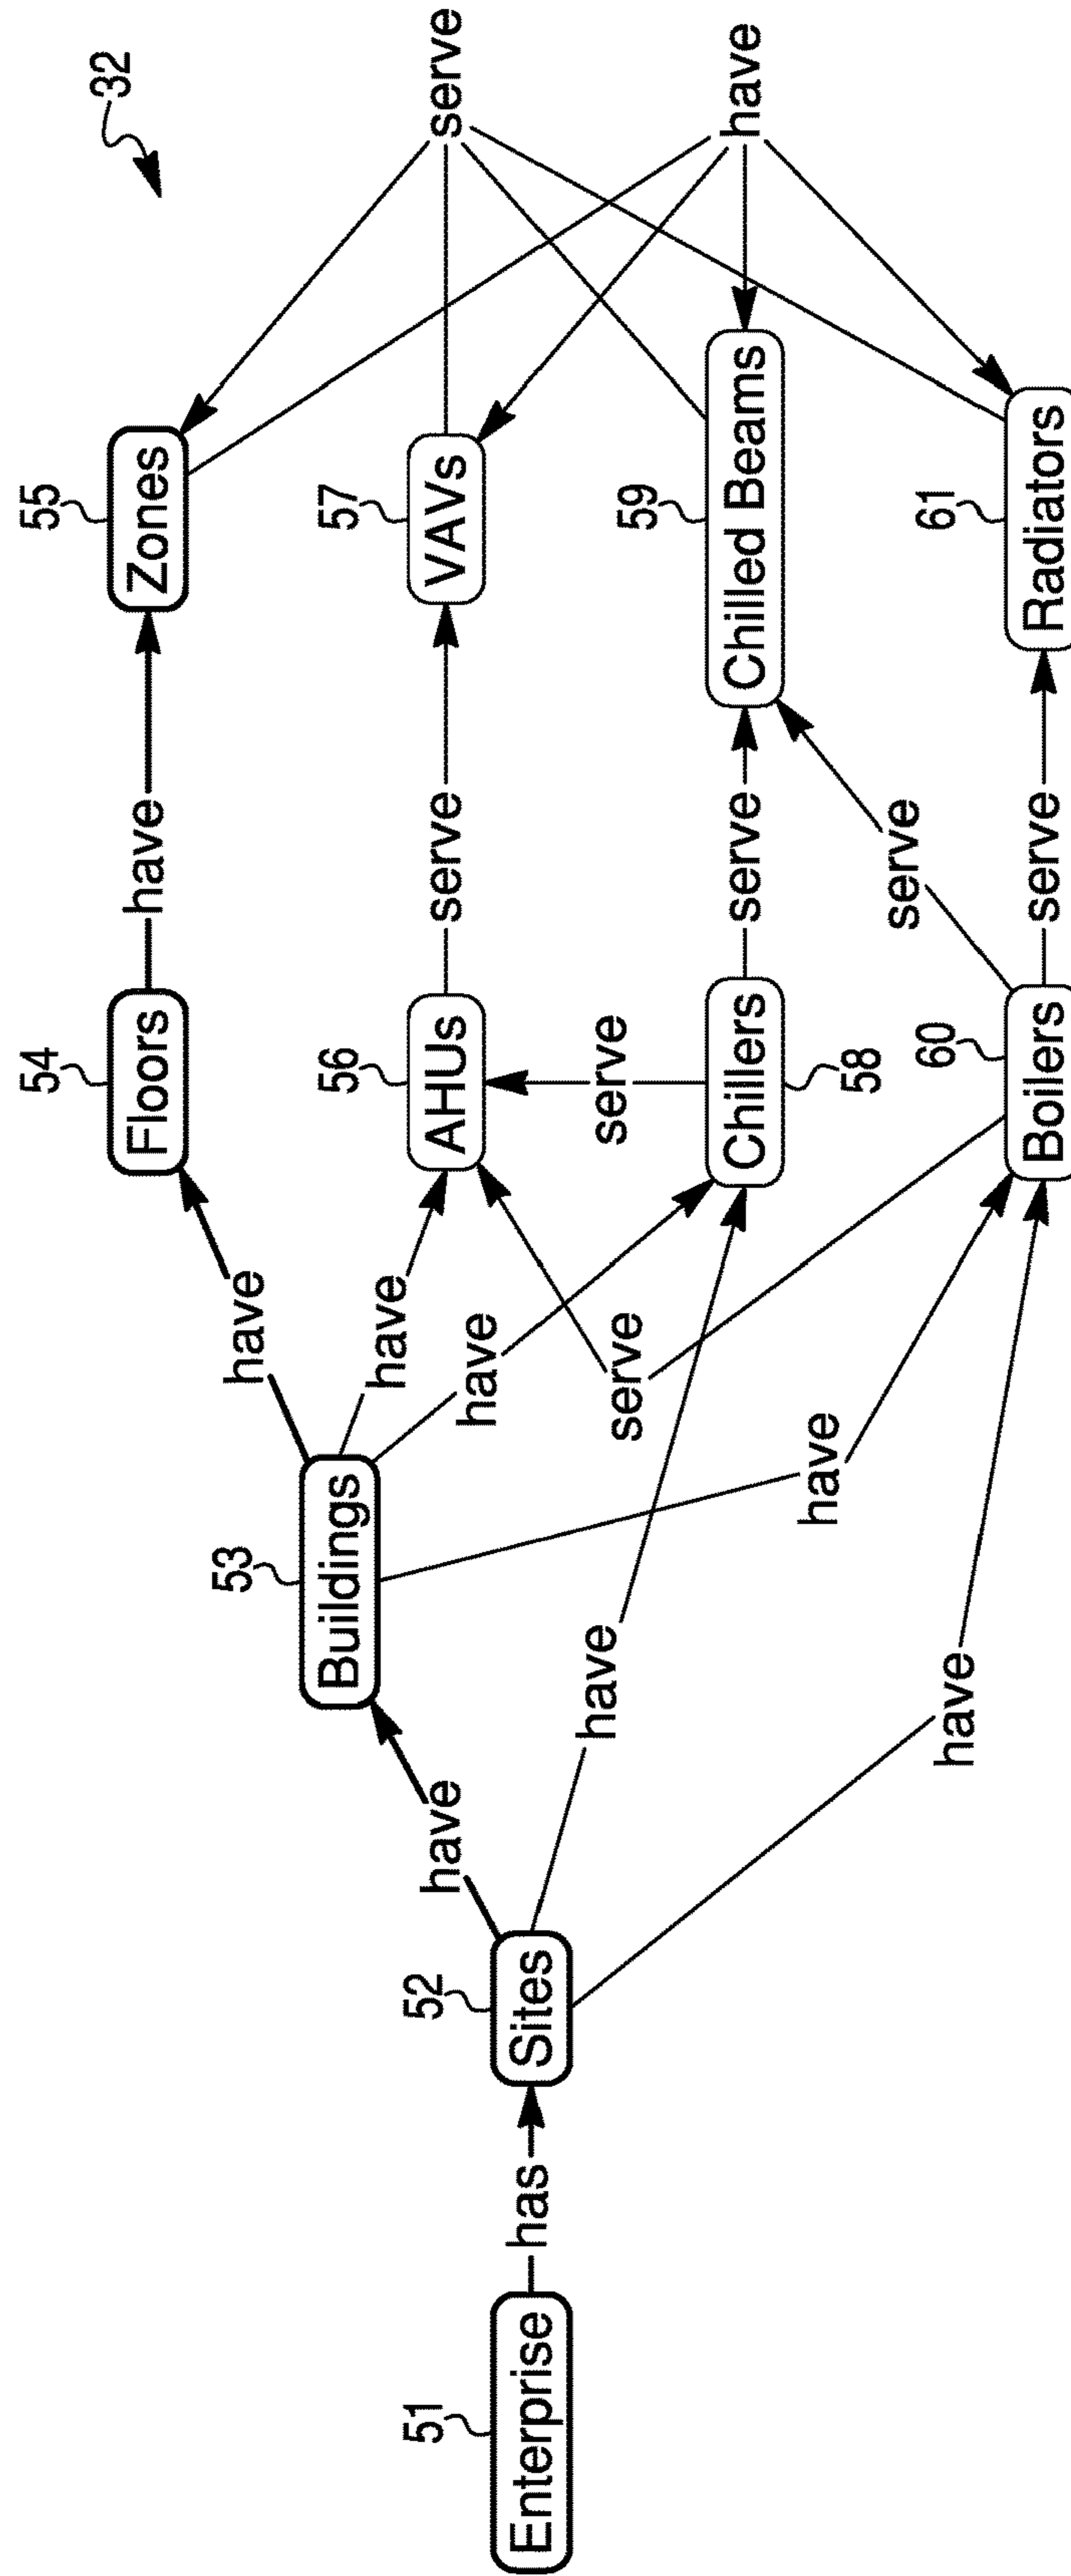 32
51
Enterprise
has
52
Sites
have
have
have
53
Buildings
have
have
have
have
54
Floors
have
55
Zones
56
AHUs
serve
57
VAVs
serve
serve
serve
58
Chillers
serve
59
Chilled Beams
have
serve
60
Boilers
serve
61
Radiators